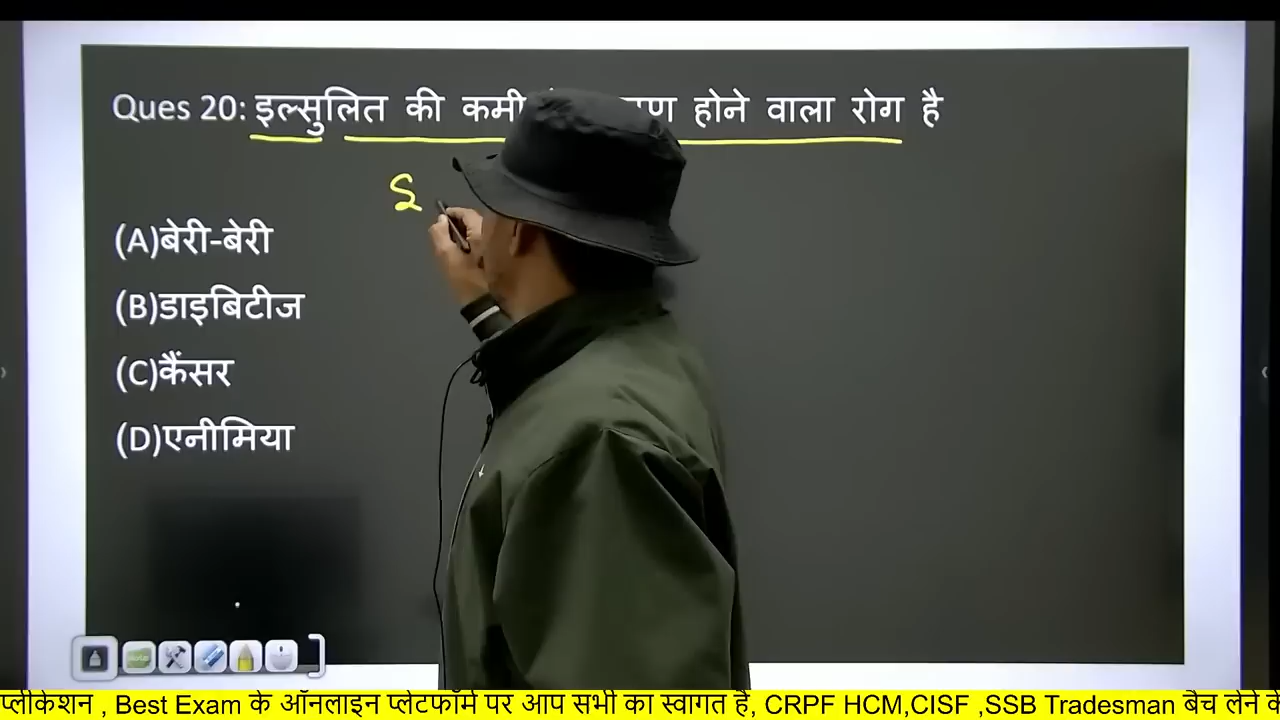 Ques 20: इल्सुलित की कमी होने वाला रोग है
S
(A)बेरी-बेरी
(B)डाइबिटीज
(C)कैंसर
(D)एनीमिया
प्लीकेशन , Best Exam के ऑनलाइन प्लेटफॉर्म पर आप सभी का स्वागत है, CRPF HCM,CISF ,SSB Tradesman बैच लेने के